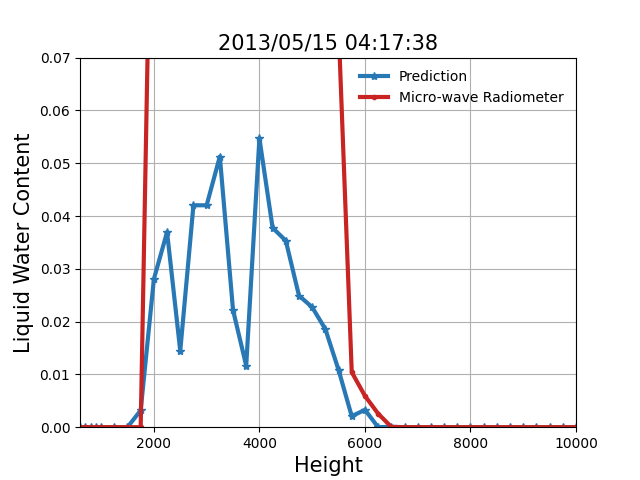 2013/05/15 04:17:38
0.07
0.06
0.05
0.04
0.03
0.02
0.01
0.00
Liquid Water Content
Prediction
Micro-wave Radiometer
2000 4000 6000 8000 10000
Height